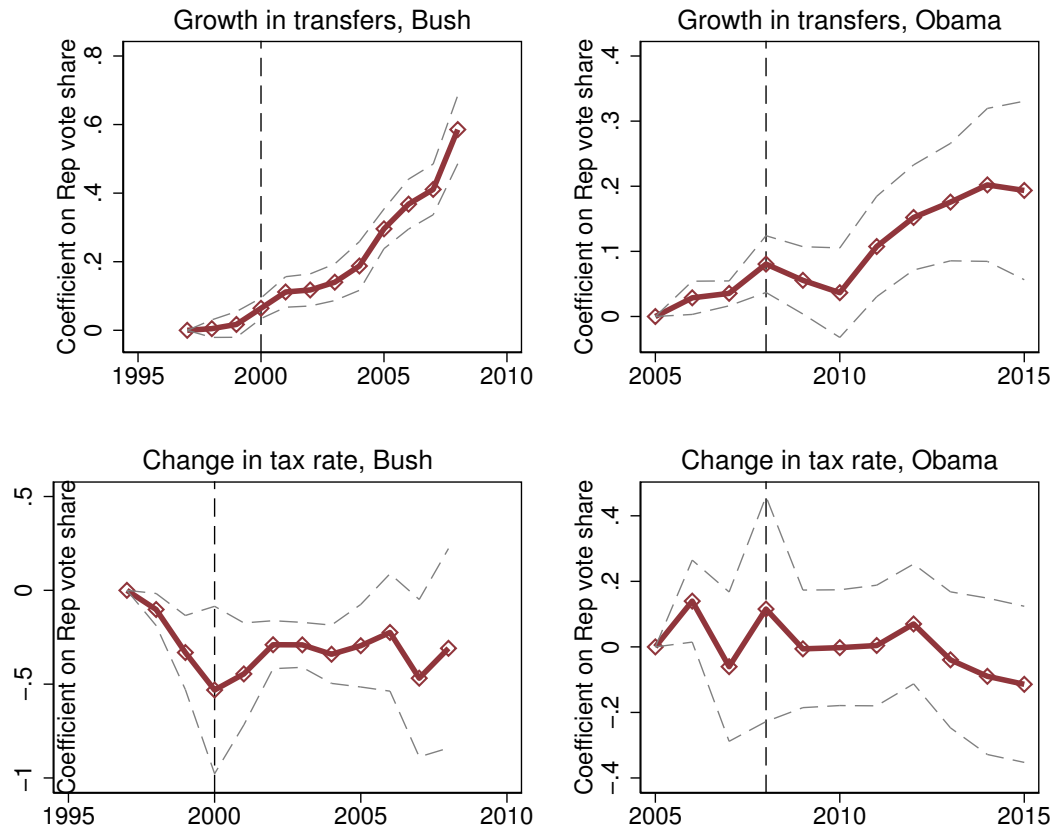 Growth in transfers, Bush
Coefficient on Rep vote share
0 .2 .4 .6 .8
1995 2000 2005 2010
Growth in transfers, Obama
Coefficient on Rep vote share
0 .1 .2 .3 .4
2005 2010 2015
Change in tax rate, Bush
Coefficient on Rep vote share
−1 −.5 0 .5
1995 2000 2005 2010
Change in tax rate, Obama
Coefficient on Rep vote share
−.4 −.2 0 .2 .4
2005 2010 2015